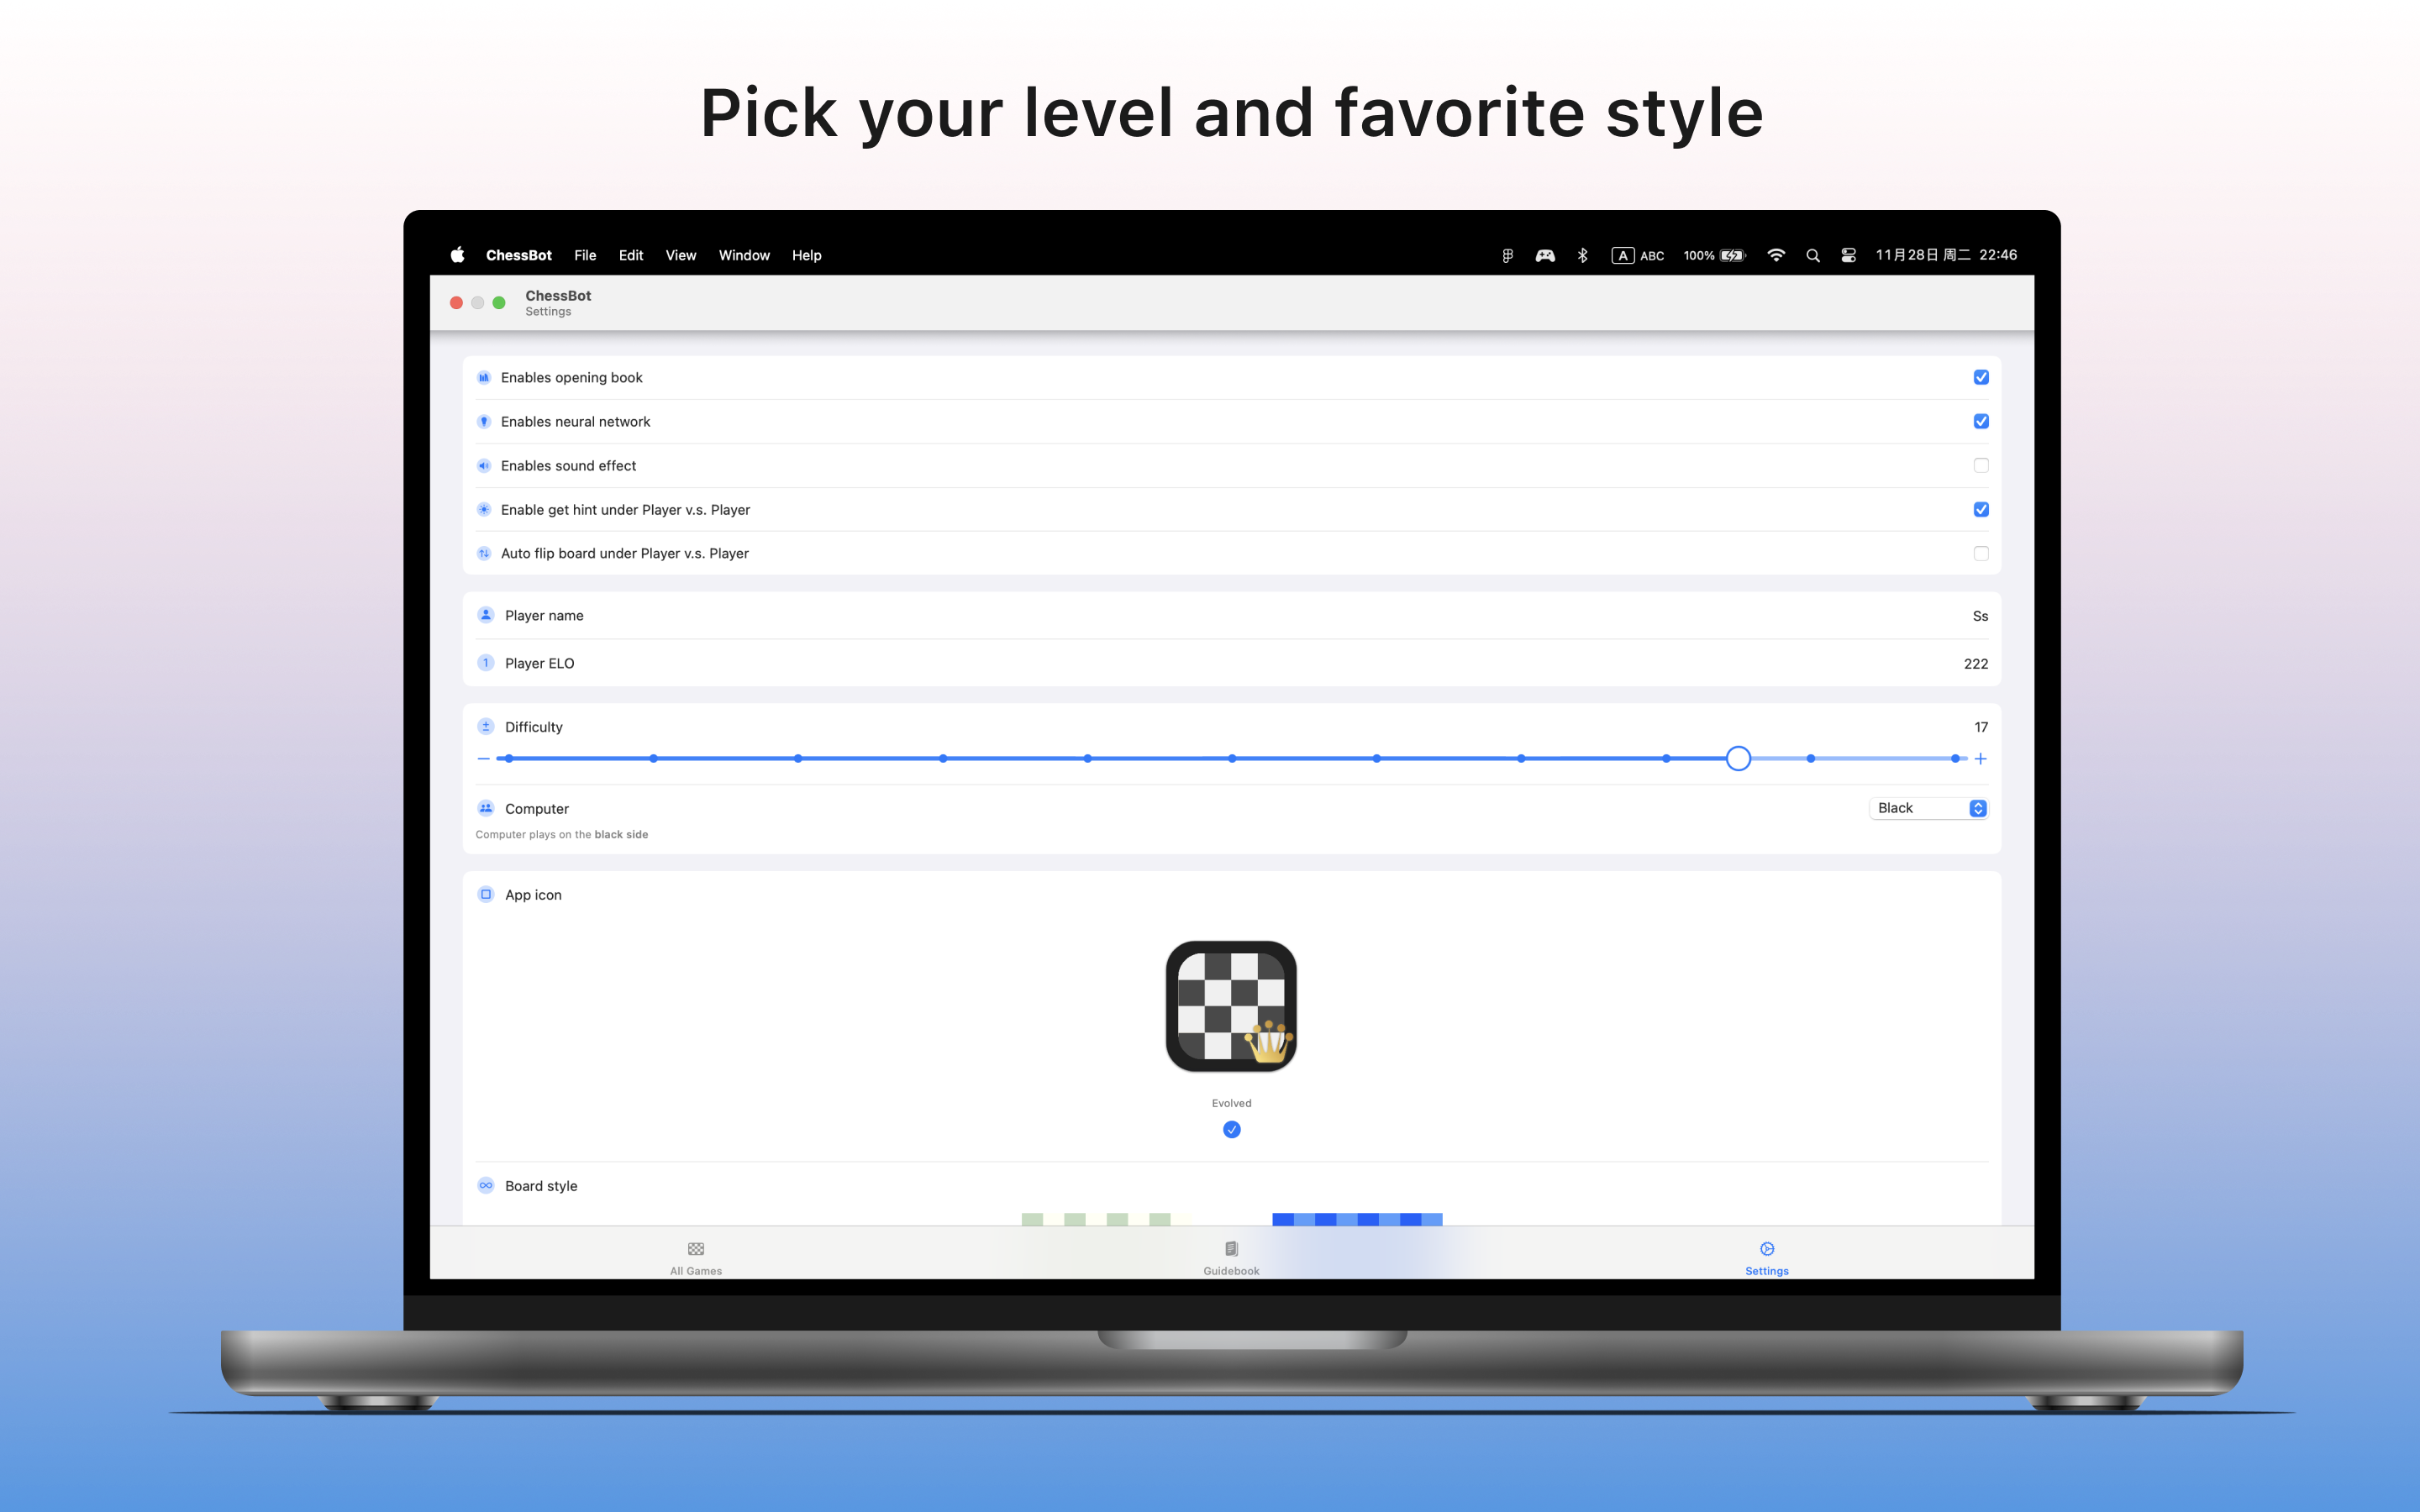 Pick your level and favorite style
ChessBot File Edit View Window Help
A ABC 100% 11月28日 周二 22:46
ChessBot
Settings
Enables opening book
Enables neural network
Enables sound effect
Enable get hint under Player v.s. Player
Auto flip board under Player v.s. Player
Player name Ss
1 Player ELO 222
Difficulty 17
Computer Black
Computer plays on the black side
App icon
Evolved
Board style
All Games Guidebook Settings